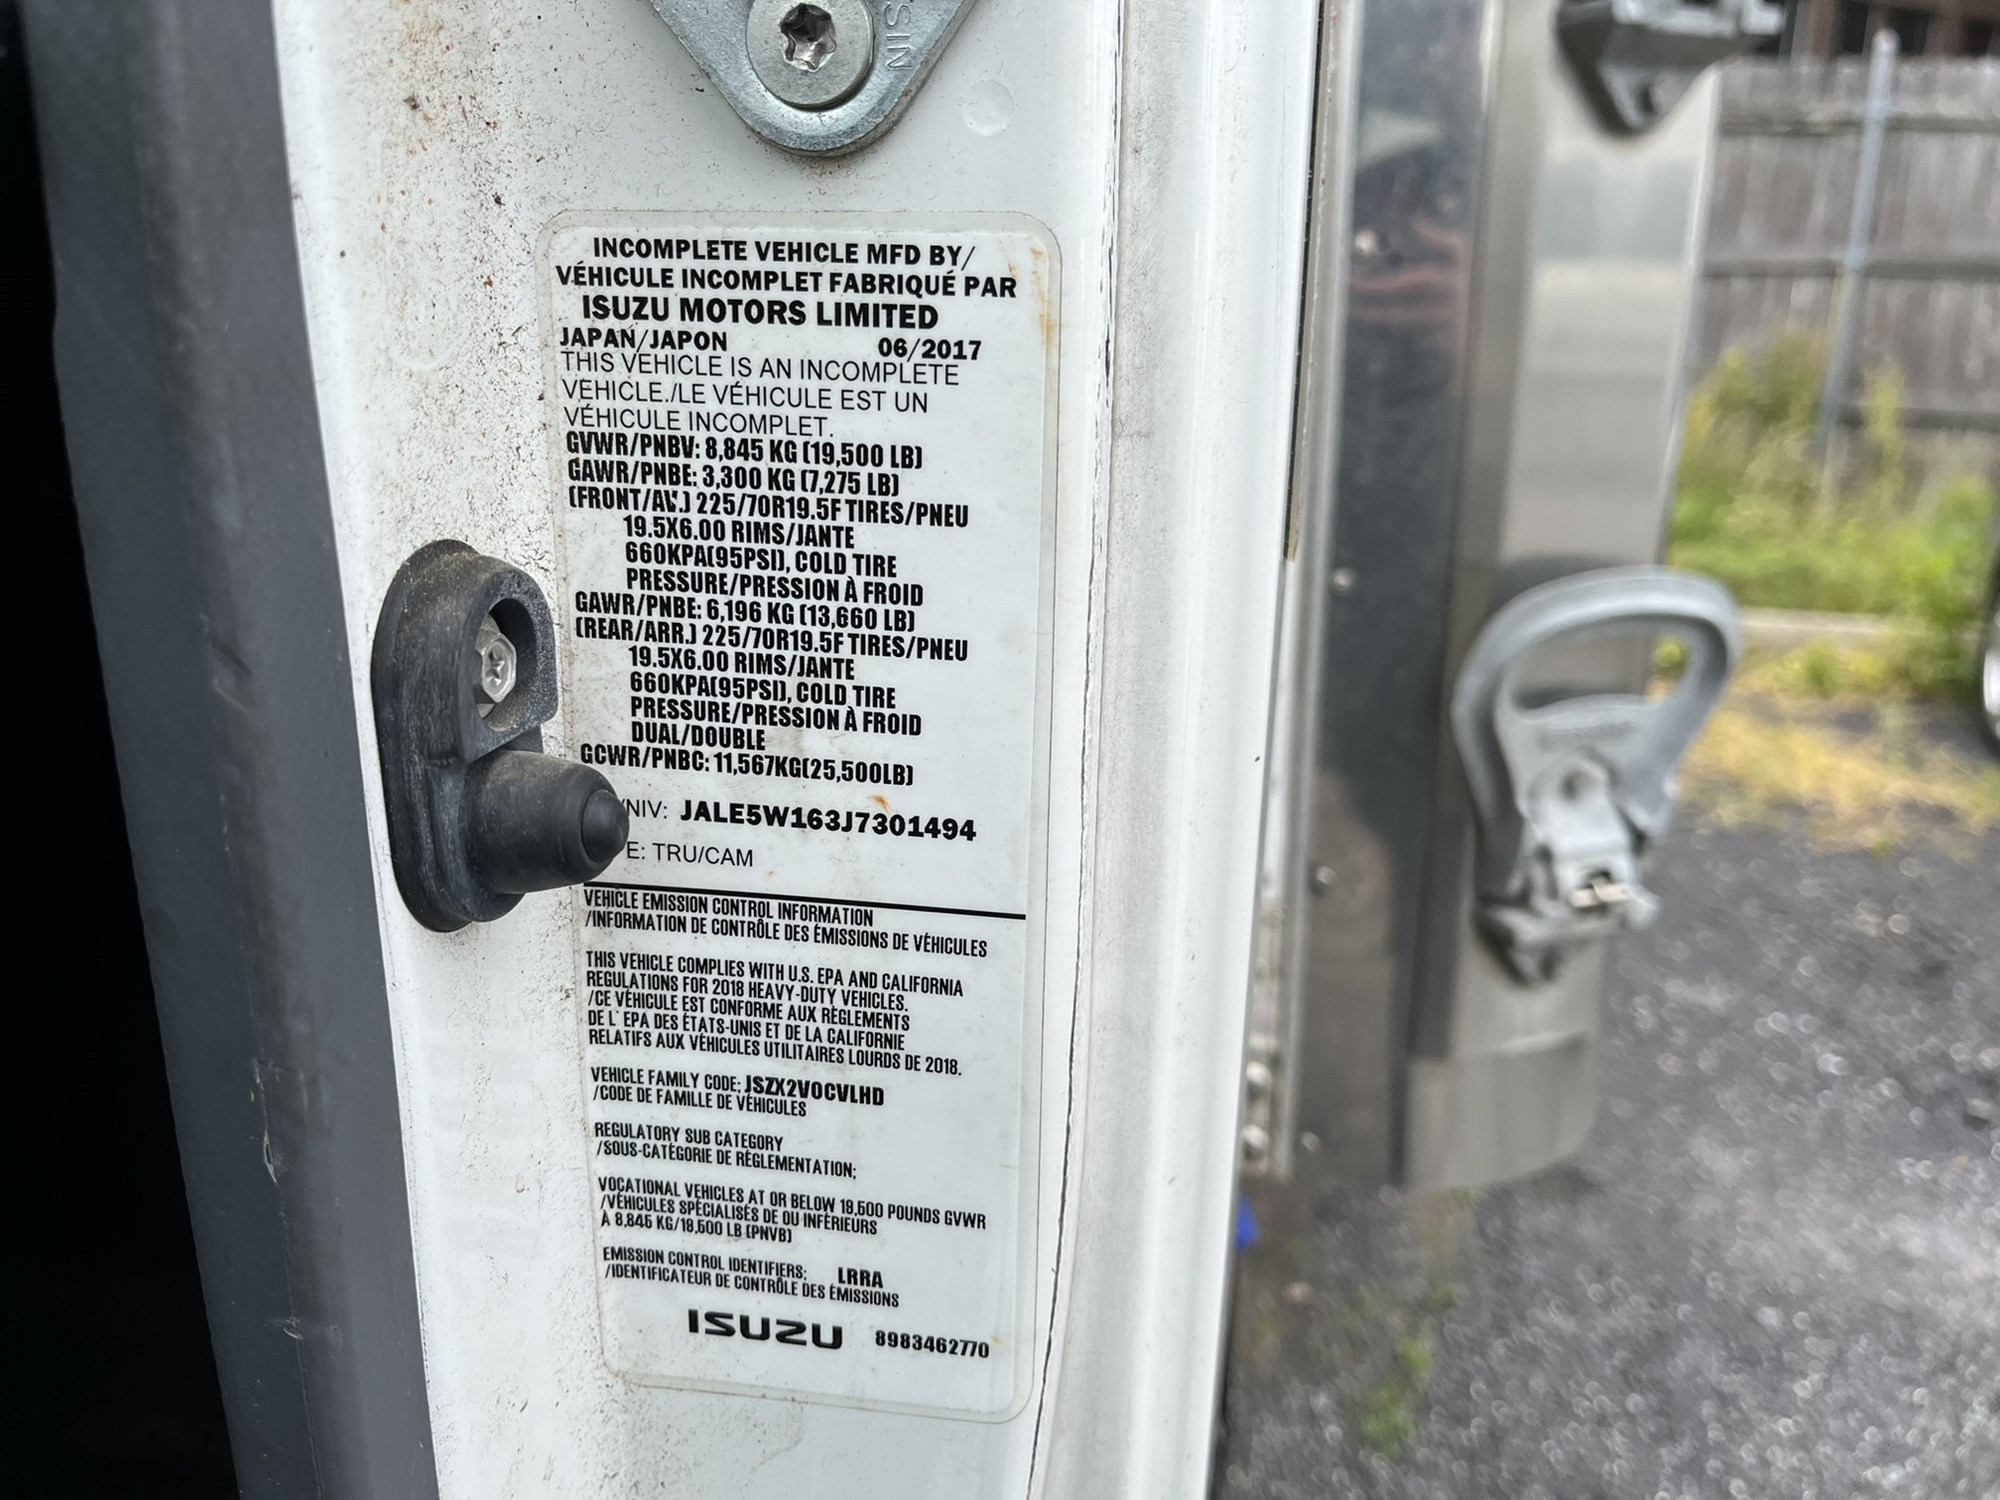 SIN
INCOMPLETE VEHICLE MFD BY/
VÉHICULE INCOMPLET FABRIQUÉ PAR
ISUZU MOTORS LIMITED
JAPAN/JAPON 06/2017
THIS VEHICLE IS AN INCOMPLETE
VEHICLE./LE VÉHICULE EST UN
VÉHICULE INCOMPLET.
GVWR/PNBV: 8,845 KG (19,500 LB)
GAWR/PNBE: 3,300 KG (7,275 LB)
(FRONT/AV.) 225/70R19.5F TIRES/PNEU
19.5X6.00 RIMS/JANTE
660KPA(95PSI), COLD TIRE
PRESSURE/PRESSION À FROID
GAWR/PNBE: 6,196 KG (13,660 LB)
(REAR/ARR.) 225/70R19.5F TIRES/PNEU
19.5X6.00 RIMS/JANTE
660KPA(95PSI), COLD TIRE
PRESSURE/PRESSION À FROID
DUAL/DOUBLE
GCWR/PNBC: 11,567KG(25,500LB)
/NIV: JALE5W163J7301494
E: TRU/CAM
VEHICLE EMISSION CONTROL INFORMATION
/INFORMATION DE CONTRÔLE DES ÉMISSIONS DE VÉHICULES
THIS VEHICLE COMPLIES WITH U.S. EPA AND CALIFORNIA
REGULATIONS FOR 2018 HEAVY-DUTY VEHICLES.
/CE VÉHICULE EST CONFORME AUX RÈGLEMENTS
DE L' EPA DES ÉTATS-UNIS ET DE LA CALIFORNIE
RELATIFS AUX VÉHICULES UTILITAIRES LOURDS DE 2018.
VEHICLE FAMILY CODE: JSZX2VOCVLHD
/CODE DE FAMILLE DE VÉHICULES
REGULATORY SUB CATEGORY
/SOUS-CATÉGORIE DE RÉGLEMENTATION;
VOCATIONAL VEHICLES AT OR BELOW 19,500 POUNDS GVWR
/VÉHICULES SPÉCIALISÉS DE OU INFÉRIEURS
À 8,845 KG/19,500 LB (PNVB)
EMISSION CONTROL IDENTIFIERS: LRRA
/IDENTIFICATEUR DE CONTRÔLE DES ÉMISSIONS
ISUZU 8983462770